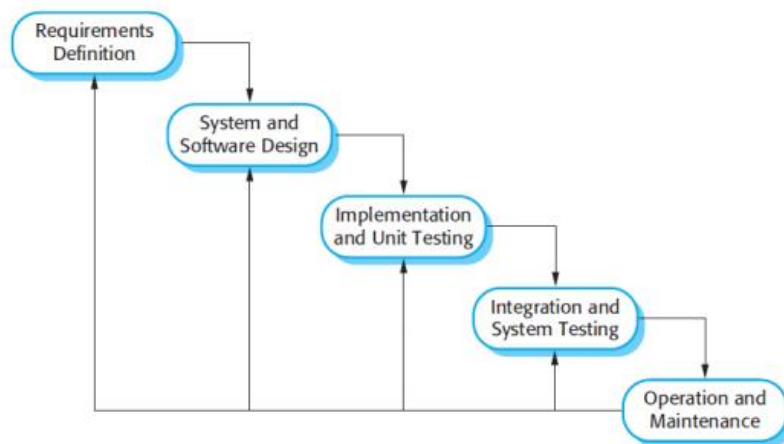 Requirements
Definition
System and
Software Design
Implementation
and Unit Testing
Integration and
System Testing
Operation and
Maintenance